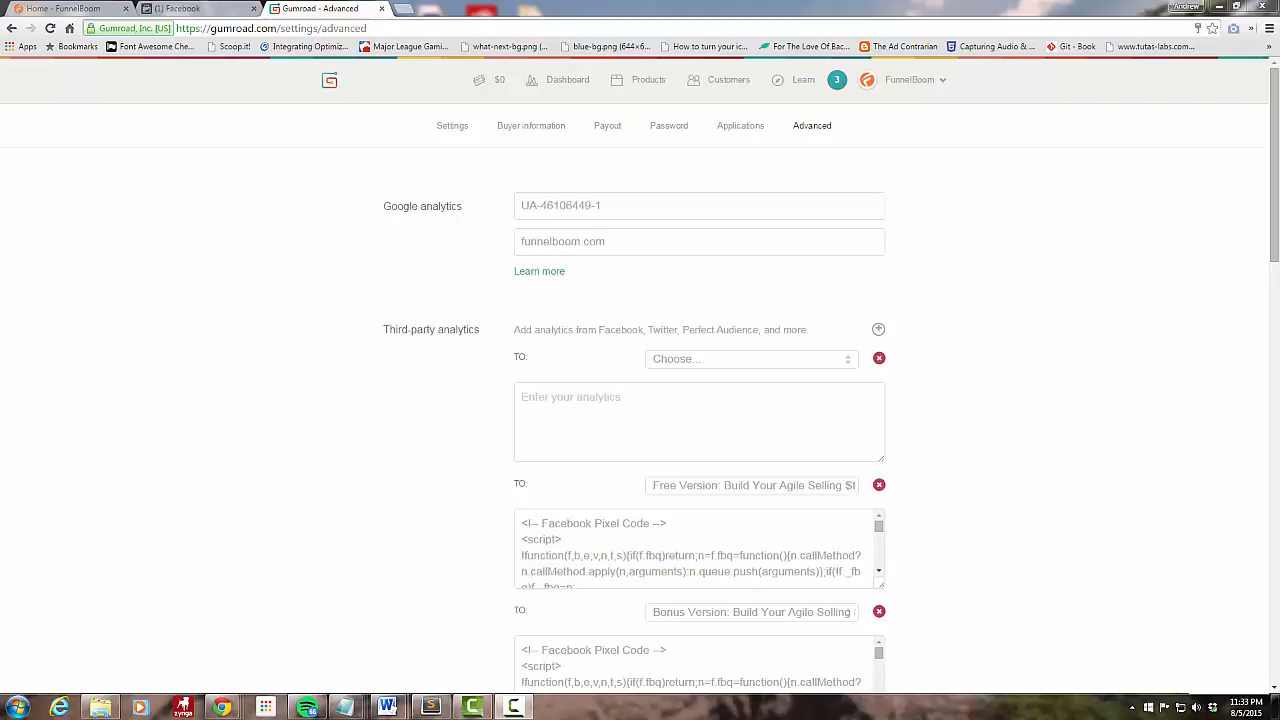 Home - FunnelBoom
(1) Facebook
Gumroad - Advanced
Andrew
Gumroad, Inc. [US]
https://gumroad.com/settings/advanced
Apps
Bookmarks
Font Awesome Che...
Scoop.it!
Integrating Optimiz...
Major League Gami...
what-next-bg.png (...
blue-bg.png (644×6...
How to turn your ic...
For The Love Of Bac...
The Ad Contrarian
Capturing Audio & ...
Git - Book
www.tutas-labs.com...
$0
Dashboard
Products
Customers
Learn
3
FunnelBoom
Settings
Buyer information
Payout
Password
Applications
Advanced
Google analytics
UA-46106449-1
funnelboom.com
Learn more
Third-party analytics
Add analytics from Facebook, Twitter, Perfect Audience, and more.
TO:
Choose...
Enter your analytics
TO:
Free Version: Build Your Agile Selling
<!-- Facebook Pixel Code -->
<script>
!function(f,b,e,v,n,t,s){if(f.fbq)return;n=f.fbq=function(){n.callMethod?
n.callMethod.apply(n,arguments):n.queue.push(arguments)};if(!f._fb
q)f._fbq=n;
TO:
Bonus Version: Build Your Agile Selling
<!-- Facebook Pixel Code -->
<script>
!function(f,b,e,v,n,t,s){if(f.fbq)return;n=f.fbq=function(){n.callMethod?
zynga
66
W
S
C
C
11:33 PM
8/5/2015